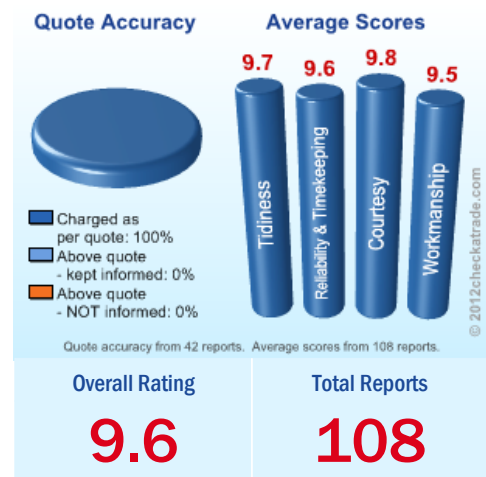 Quote Accuracy
Average Scores
9.7
9.6
9.8
9.5
Tidiness
Reliability & Timekeeping
Courtesy
Workmanship
Charged as
per quote: 100%
Above quote
- kept informed: 0%
Above quote
- NOT informed: 0%
© 2012checkatrade.com
Quote accuracy from 42 reports. Average scores from 108 reports.
Overall Rating
9.6
Total Reports
108